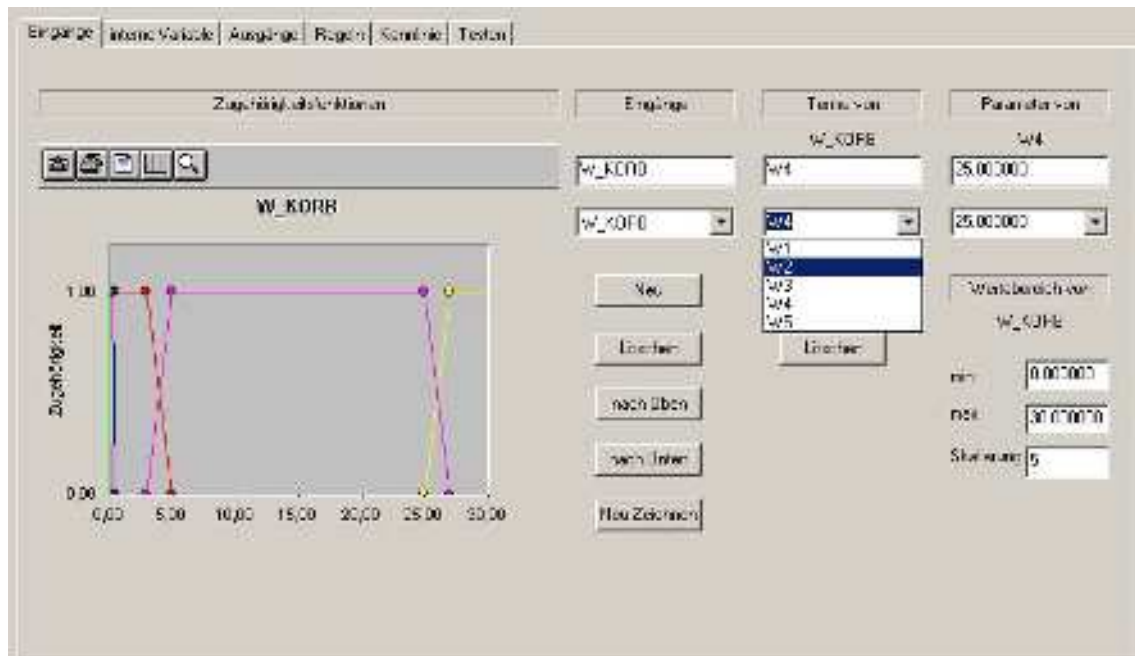 Eingänge interne Variable Ausgänge Regeln Kennlinie Testen
Zugehörigkeitsfunktionen
W_KORB
1.00
0.00
Zugehörigkeit
0,00 5,00 10,00 15,00 20,00 25,00 30,00
Eingänge
W_KORB
W_KORB
Neu
Löschen
nach Oben
nach Unten
Neu Zeichnen
Terme von
W_KORB
W4
W4
W1
W2
W3
W4
W5
Löschen
Parameter von
W4
25.000000
25.000000
Wertebereich von
W_KORB
min 0.000000
max 30.000000
Skalierung 5